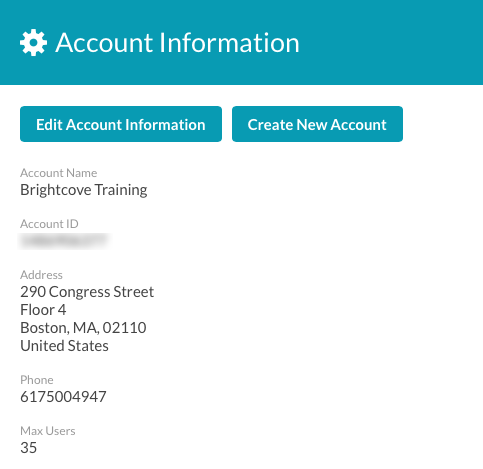 Account Information
Edit Account Information
Create New Account
Account Name
Brightcove Training
Account ID
Address
290 Congress Street
Floor 4
Boston, MA, 02110
United States
Phone
6175004947
Max Users
35